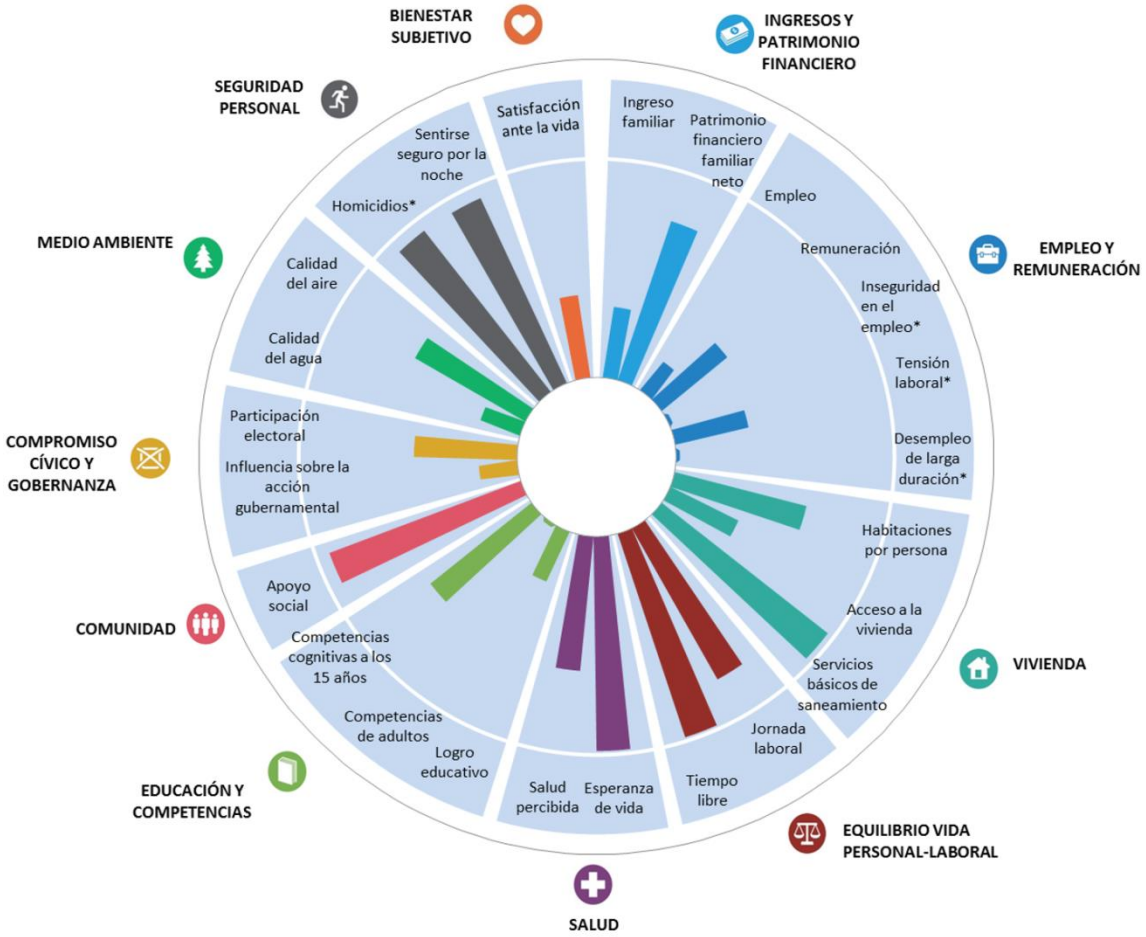 BIENESTAR
SUBJETIVO
INGRESOS Y
PATRIMONIO
FINANCIERO
SEGURIDAD
PERSONAL
Satisfacción
ante la vida
Ingreso
familiar
Patrimonio
financiero
familiar
neto
Sentirse
seguro por la
noche
Homicidios*
Empleo
Remuneración
Inseguridad
en el
empleo*
Tensión
laboral*
Desempleo
de larga
duración*
EMPLEO Y
REMUNERACIÓN
MEDIO AMBIENTE
Calidad
del aire
Calidad
del agua
COMPROMISO
CÍVICO Y
GOBERNANZA
Participación
electoral
Influencia sobre la
acción
gubernamental
Habitaciones
por persona
Acceso a la
vivienda
Servicios
básicos de
saneamiento
VIVIENDA
COMUNIDAD
Apoyo
social
Competencias
cognitivas a los
15 años
Competencias
de adultos
Logro
educativo
EDUCACIÓN Y
COMPETENCIAS
Salud
percibida
Esperanza
de vida
Tiempo
libre
Jornada
laboral
EQUILIBRIO VIDA
PERSONAL-LABORAL
SALUD